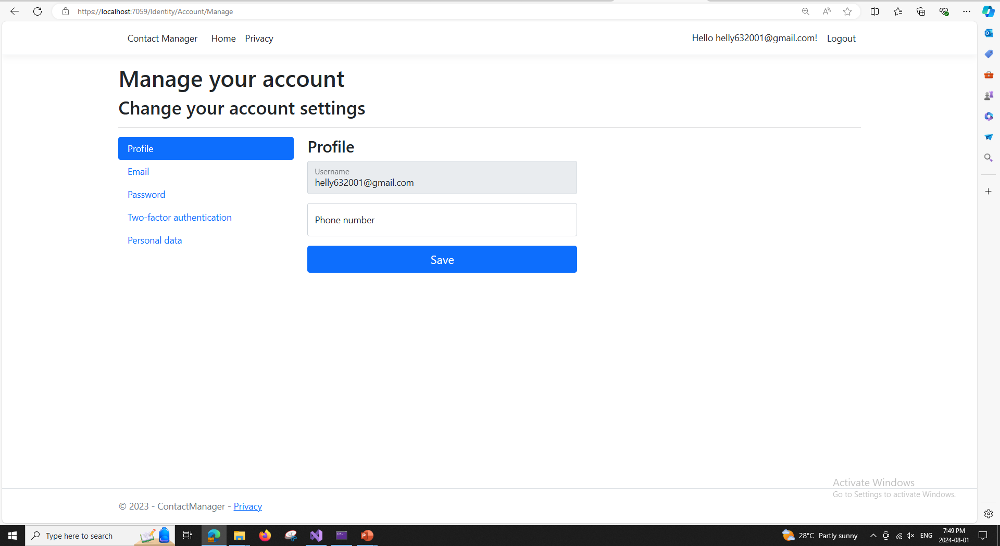 https://localhost:7059/Identity/Account/Manage
Contact Manager Home Privacy Hello helly632001@gmail.com! Logout
Manage your account
Change your account settings
Profile
Email
Password
Two-factor authentication
Personal data
Profile
Username
helly632001@gmail.com
Phone number
Save
Activate Windows
Go to Settings to activate Windows.
© 2023 - ContactManager - Privacy
Type here to search
28°C Partly sunny
ENG
7:49 PM
2024-08-01